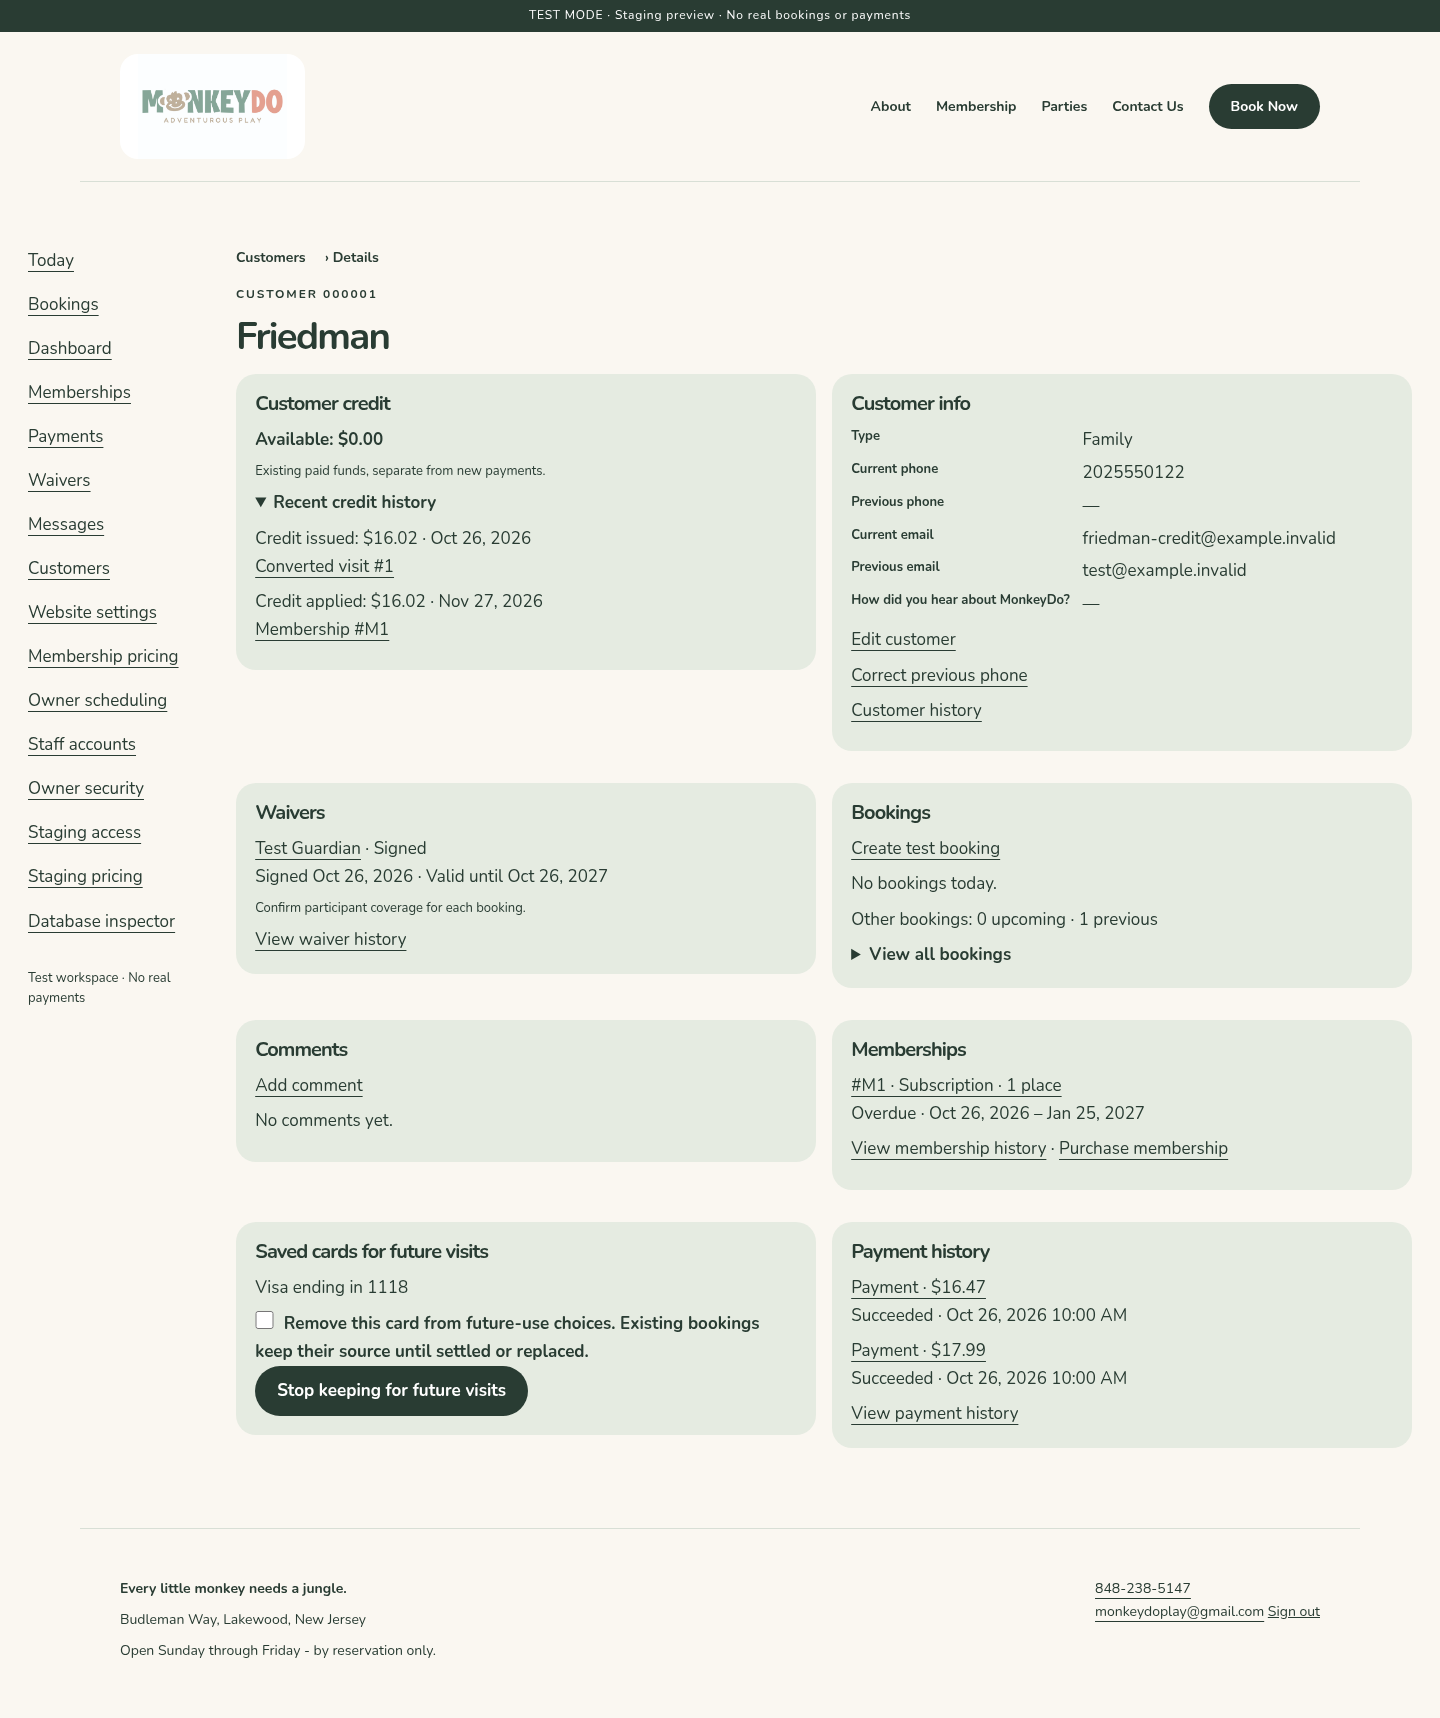 TEST MODE · Staging preview · No real bookings or payments
MONKEYDO
ADVENTUROUS PLAY
About
Membership
Parties
Contact Us
Book Now
Today
Bookings
Dashboard
Memberships
Payments
Waivers
Messages
Customers
Website settings
Membership pricing
Owner scheduling
Staff accounts
Owner security
Staging access
Staging pricing
Database inspector
Test workspace · No real
payments
Customers › Details
CUSTOMER 000001
Friedman
Customer credit
Available: $0.00
Existing paid funds, separate from new payments.
▼ Recent credit history
Credit issued: $16.02 · Oct 26, 2026
Converted visit #1
Credit applied: $16.02 · Nov 27, 2026
Membership #M1
Customer info
Type Family
Current phone 2025550122
Previous phone —
Current email friedman-credit@example.invalid
Previous email test@example.invalid
How did you hear about MonkeyDo? —
Edit customer
Correct previous phone
Customer history
Waivers
Test Guardian · Signed
Signed Oct 26, 2026 · Valid until Oct 26, 2027
Confirm participant coverage for each booking.
View waiver history
Bookings
Create test booking
No bookings today.
Other bookings: 0 upcoming · 1 previous
▶ View all bookings
Comments
Add comment
No comments yet.
Memberships
#M1 · Subscription · 1 place
Overdue · Oct 26, 2026 – Jan 25, 2027
View membership history · Purchase membership
Saved cards for future visits
Visa ending in 1118
Remove this card from future-use choices. Existing bookings
keep their source until settled or replaced.
Stop keeping for future visits
Payment history
Payment · $16.47
Succeeded · Oct 26, 2026 10:00 AM
Payment · $17.99
Succeeded · Oct 26, 2026 10:00 AM
View payment history
Every little monkey needs a jungle.
Budleman Way, Lakewood, New Jersey
Open Sunday through Friday - by reservation only.
848-238-5147
monkeydoplay@gmail.com Sign out